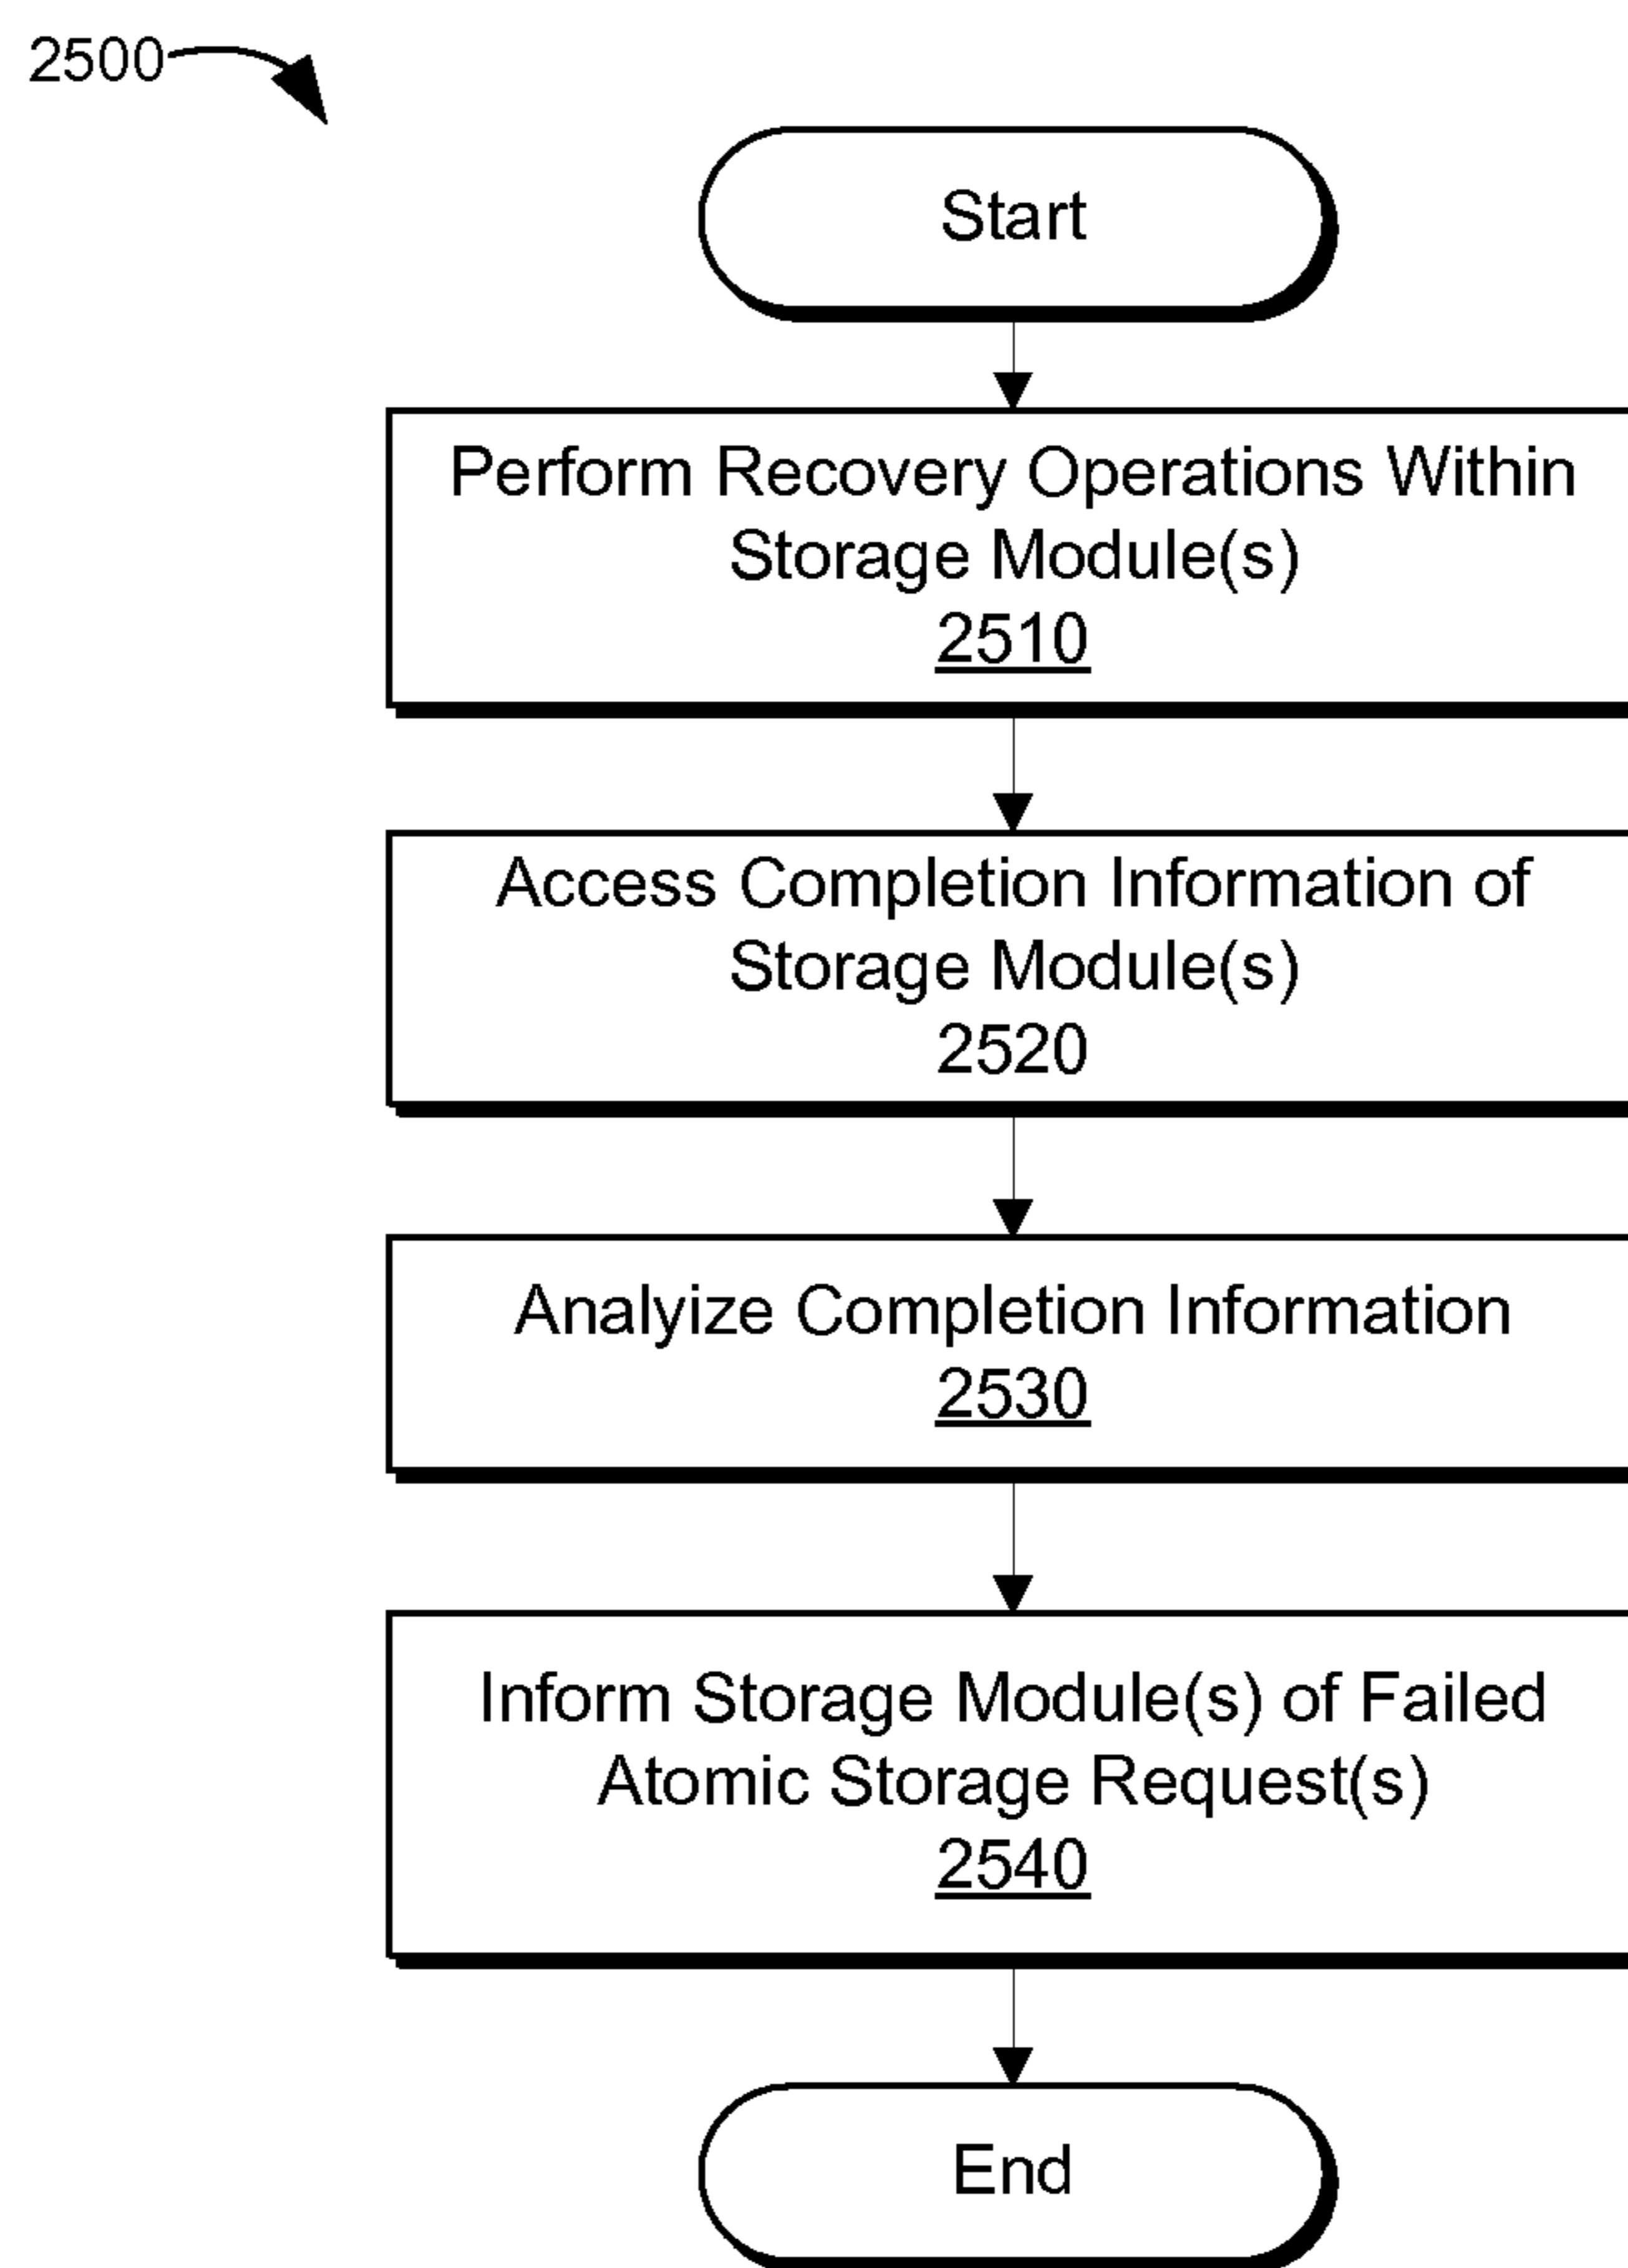 2500
Start
Perform Recovery Operations Within
Storage Module(s)
2510
Access Completion Information of
Storage Module(s)
2520
Analyize Completion Information
2530
Inform Storage Module(s) of Failed
Atomic Storage Request(s)
2540
End